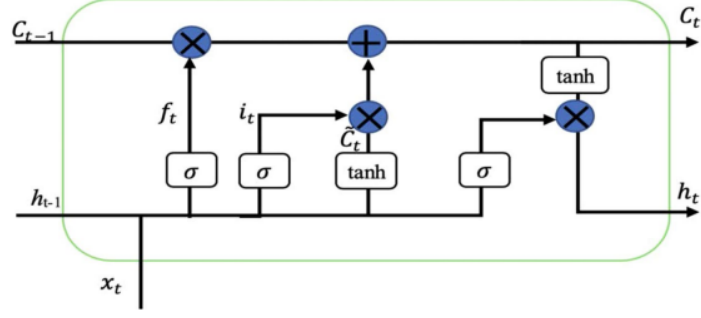 C_{t-1} × + C_t
tanh
f_t i_t × ×
C̃_t
σ σ tanh σ
h_{t-1} h_t
x_t